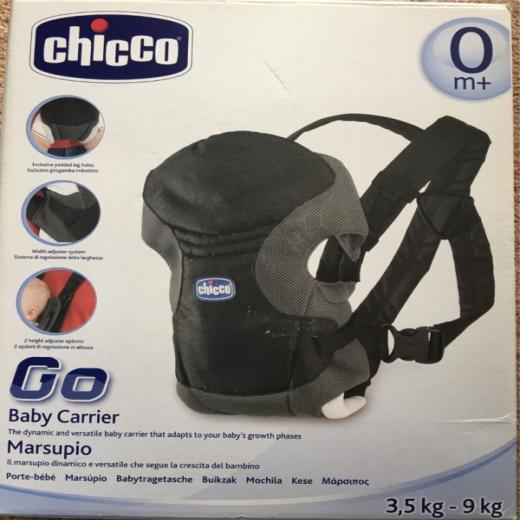 chicco
0
m+
Exclusive padded leg holes
Esclusivo girogamba imbottito
Width adjuster system
Sistema di regolazione della larghezza
chicco
2 height adjuster options
2 opzioni di regolazione in altezza
Go
Baby Carrier
The dynamic and versatile baby carrier that adapts to your baby's growth phases
Marsupio
Il marsupio dinamico e versatile che segue la crescita del bambino
Porte-bébé Marsúpio Babytragetasche Buikzak Mochila Kese Μάρσιπος
3,5 kg - 9 kg